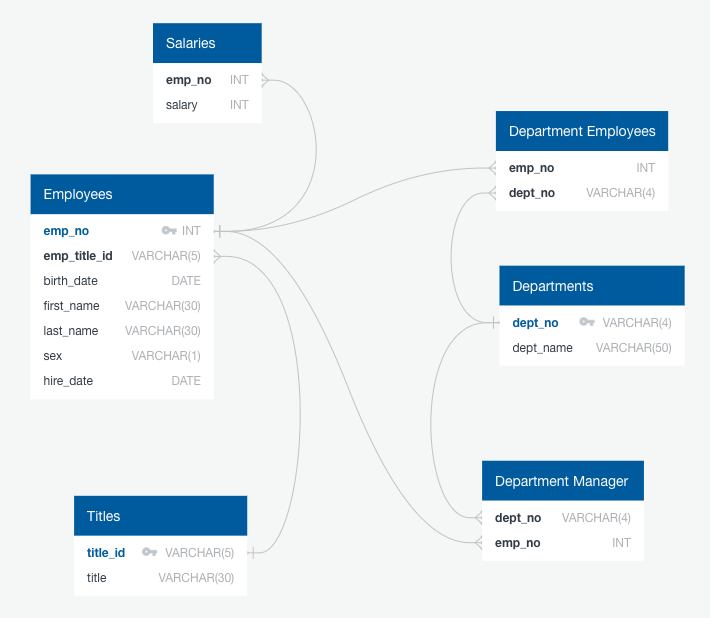 Salaries
emp_no INT
salary INT
Department Employees
emp_no INT
dept_no VARCHAR(4)
Employees
emp_no INT
emp_title_id VARCHAR(5)
birth_date DATE
first_name VARCHAR(30)
last_name VARCHAR(30)
sex VARCHAR(1)
hire_date DATE
Departments
dept_no VARCHAR(4)
dept_name VARCHAR(50)
Titles
title_id VARCHAR(5)
title VARCHAR(30)
Department Manager
dept_no VARCHAR(4)
emp_no INT